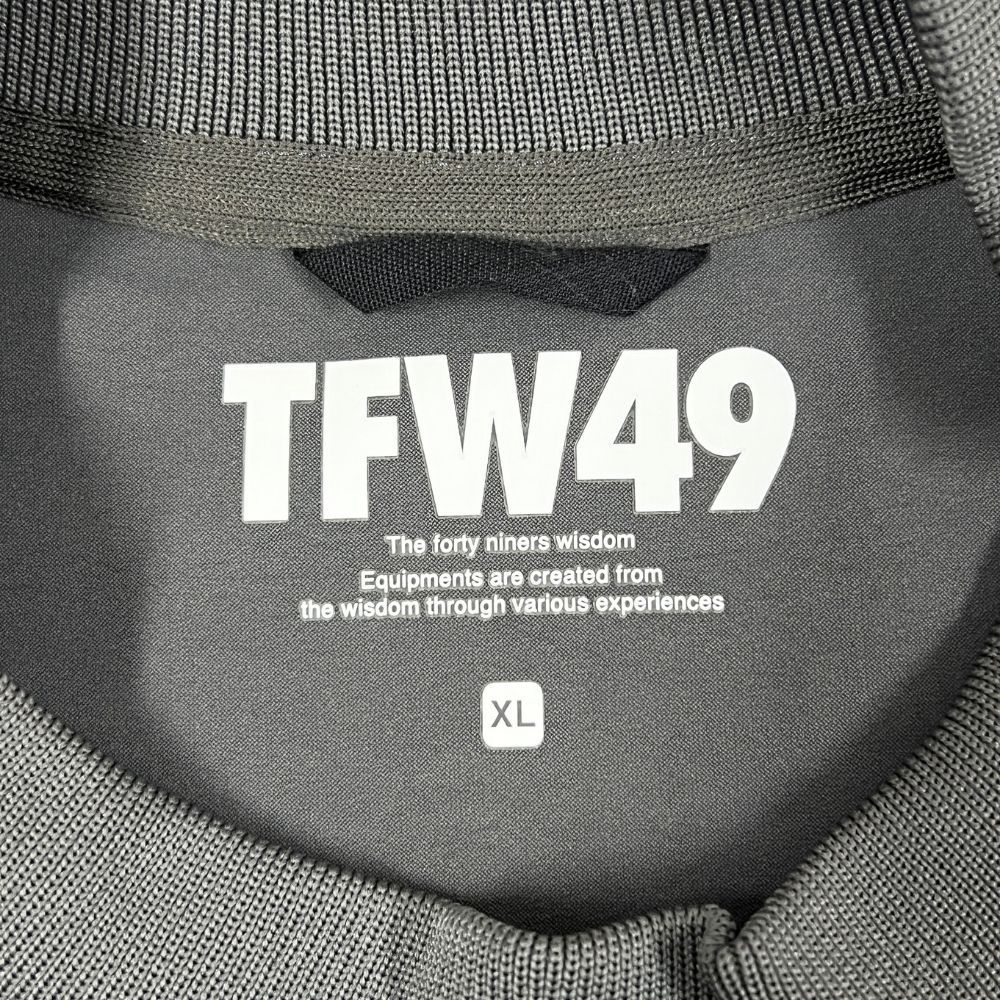 TFW49
The forty niners wisdom
Equipments are created from
the wisdom through various experiences
XL